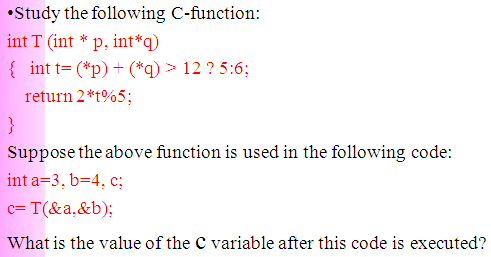 •Study the following C-function:
int T (int * p, int*q)
{ int t= (*p) + (*q) > 12 ? 5:6;
return 2*t%5;
}
Suppose the above function is used in the following code:
int a=3, b=4, c;
c= T(&a,&b);
What is the value of the c variable after this code is executed?